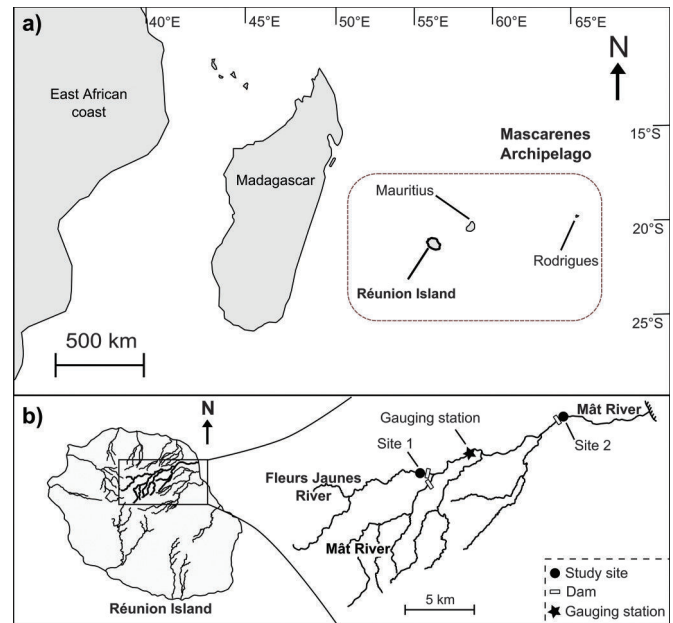 a)
40°E
45°E
50°E
55°E
60°E
65°E
N
East African
coast
15°S
Mascarenes
Archipelago
Madagascar
Mauritius
20°S
Rodrigues
Réunion Island
25°S
500 km
b)
N
Mât River
Gauging station
Site 1
Site 2
Fleurs Jaunes
River
Mât River
Study site
Dam
Gauging station
5 km
Réunion Island